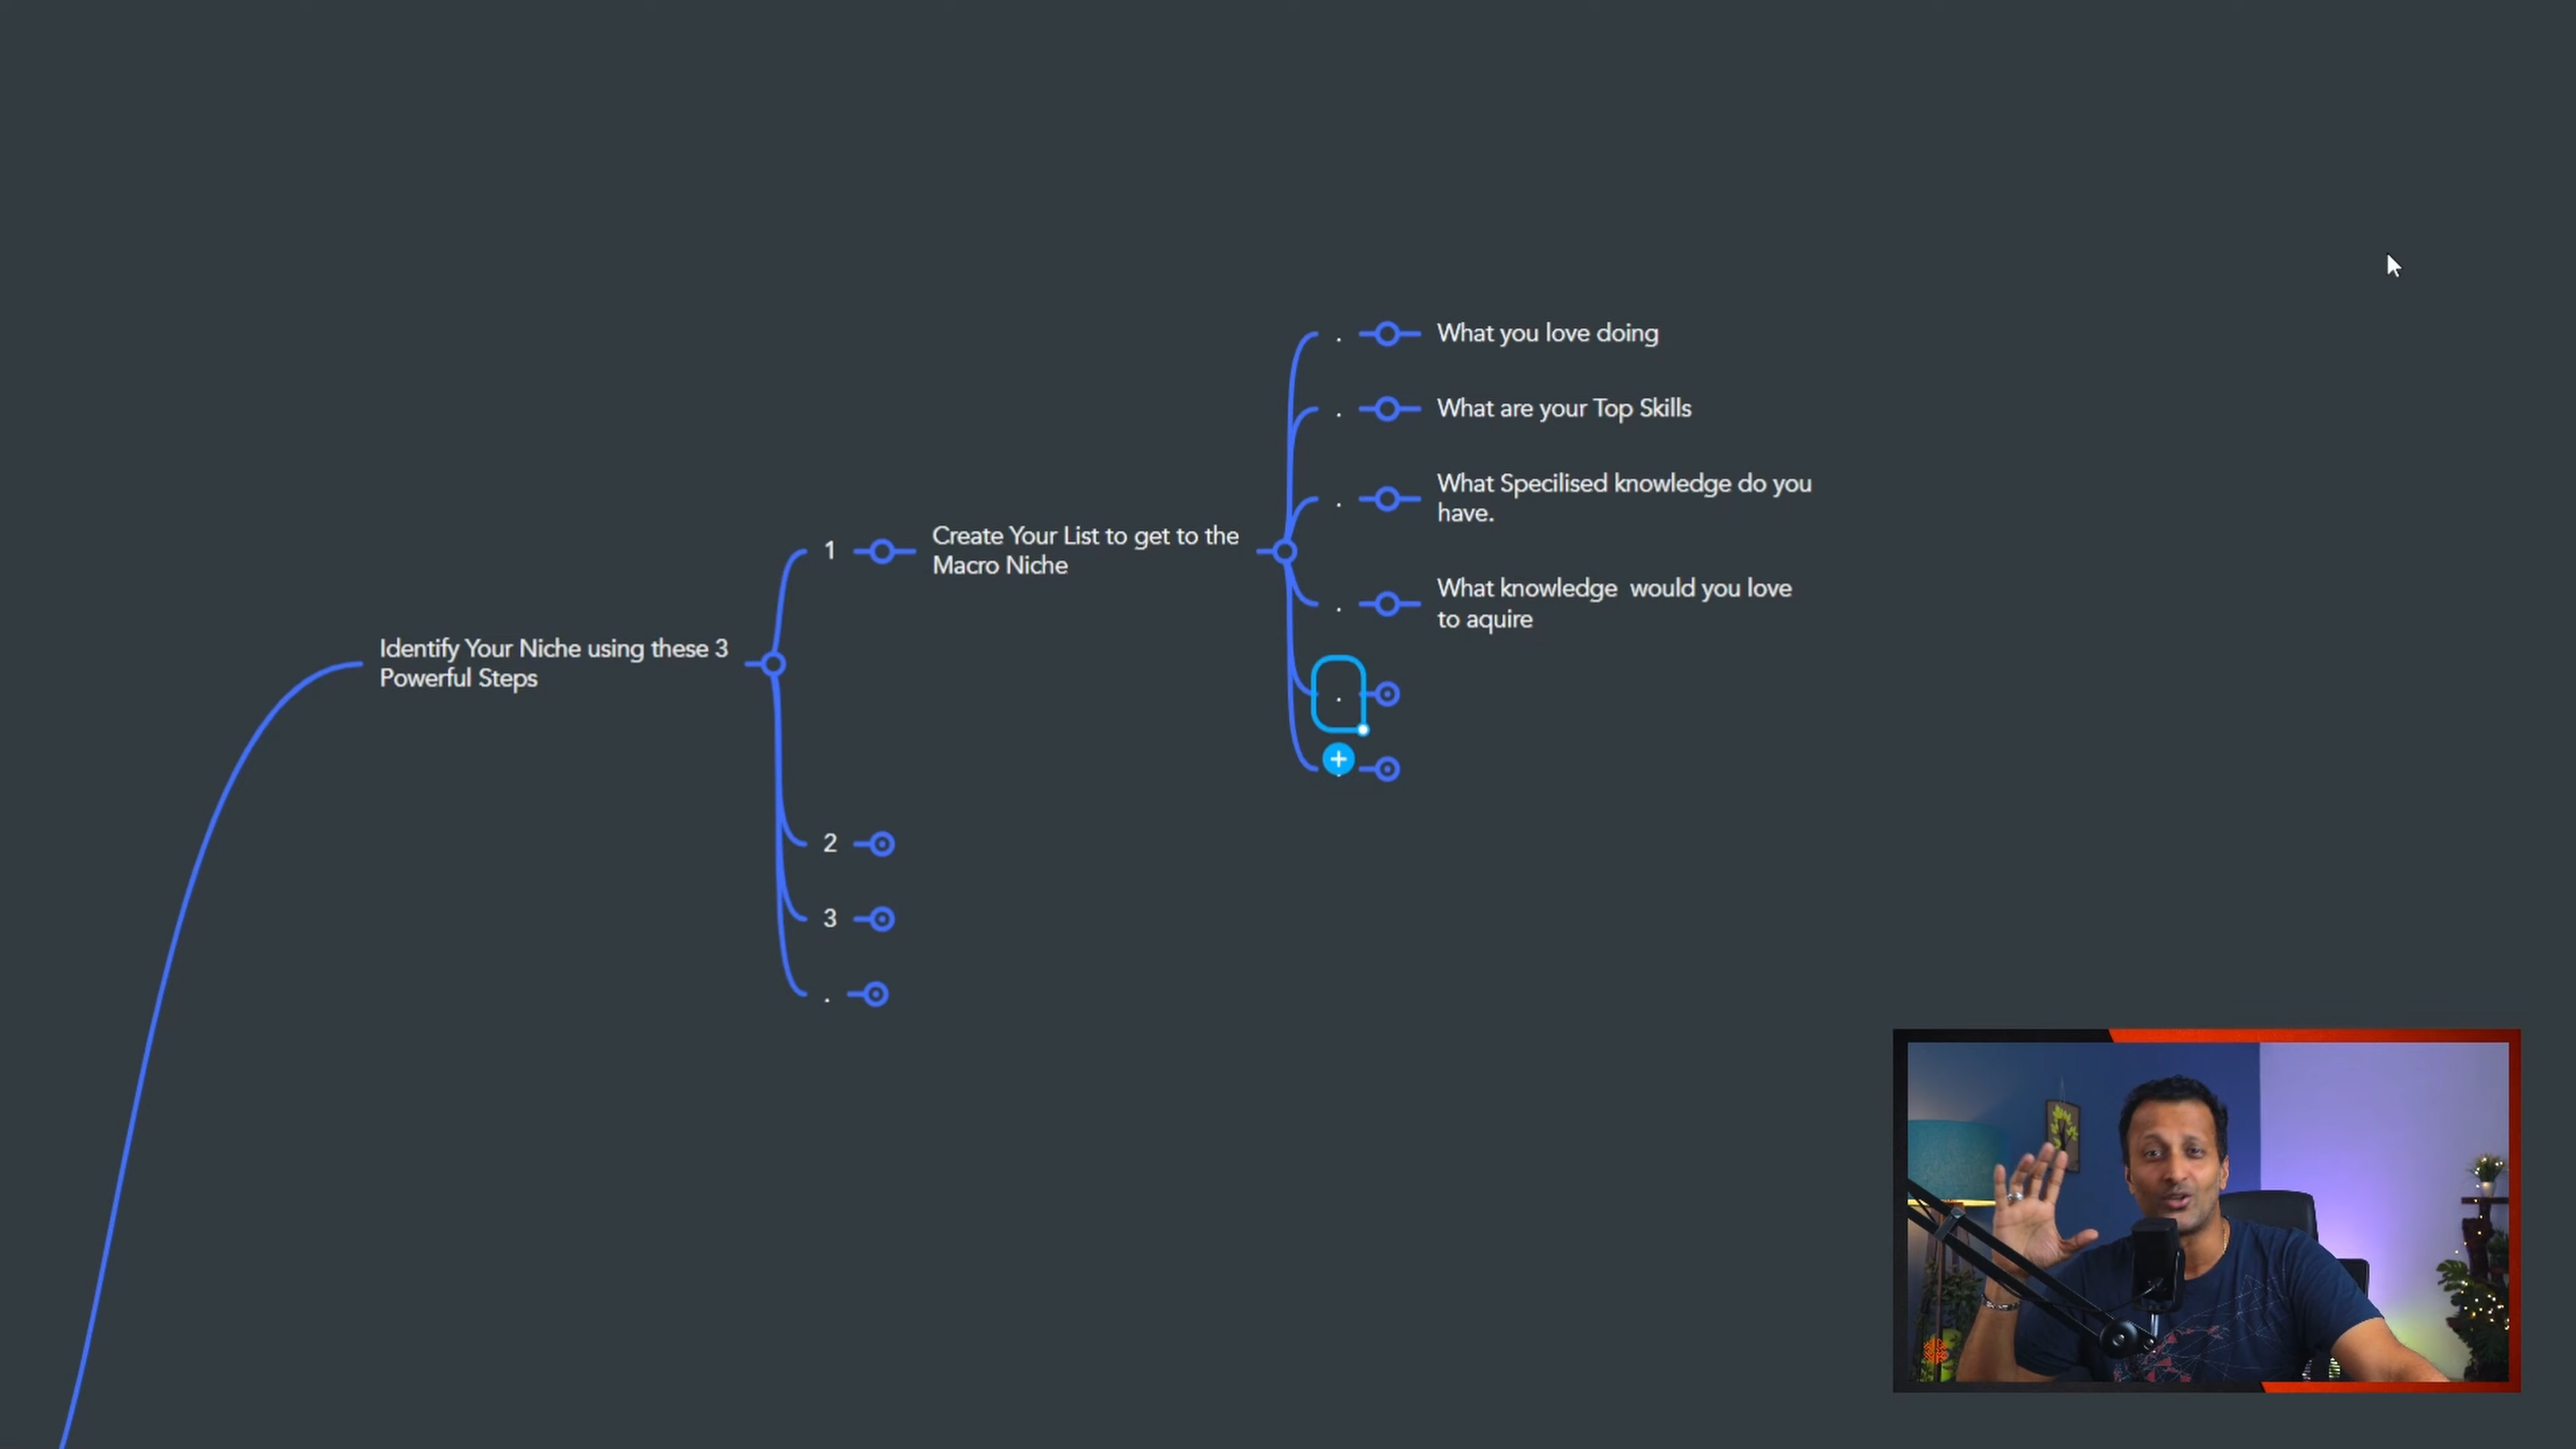 What you love doing
What are your Top Skills
What Specilised knowledge do you
have.
1
Create Your List to get to the
Macro Niche
What knowledge would you love
to aquire
Identify Your Niche using these 3
Powerful Steps
2
3